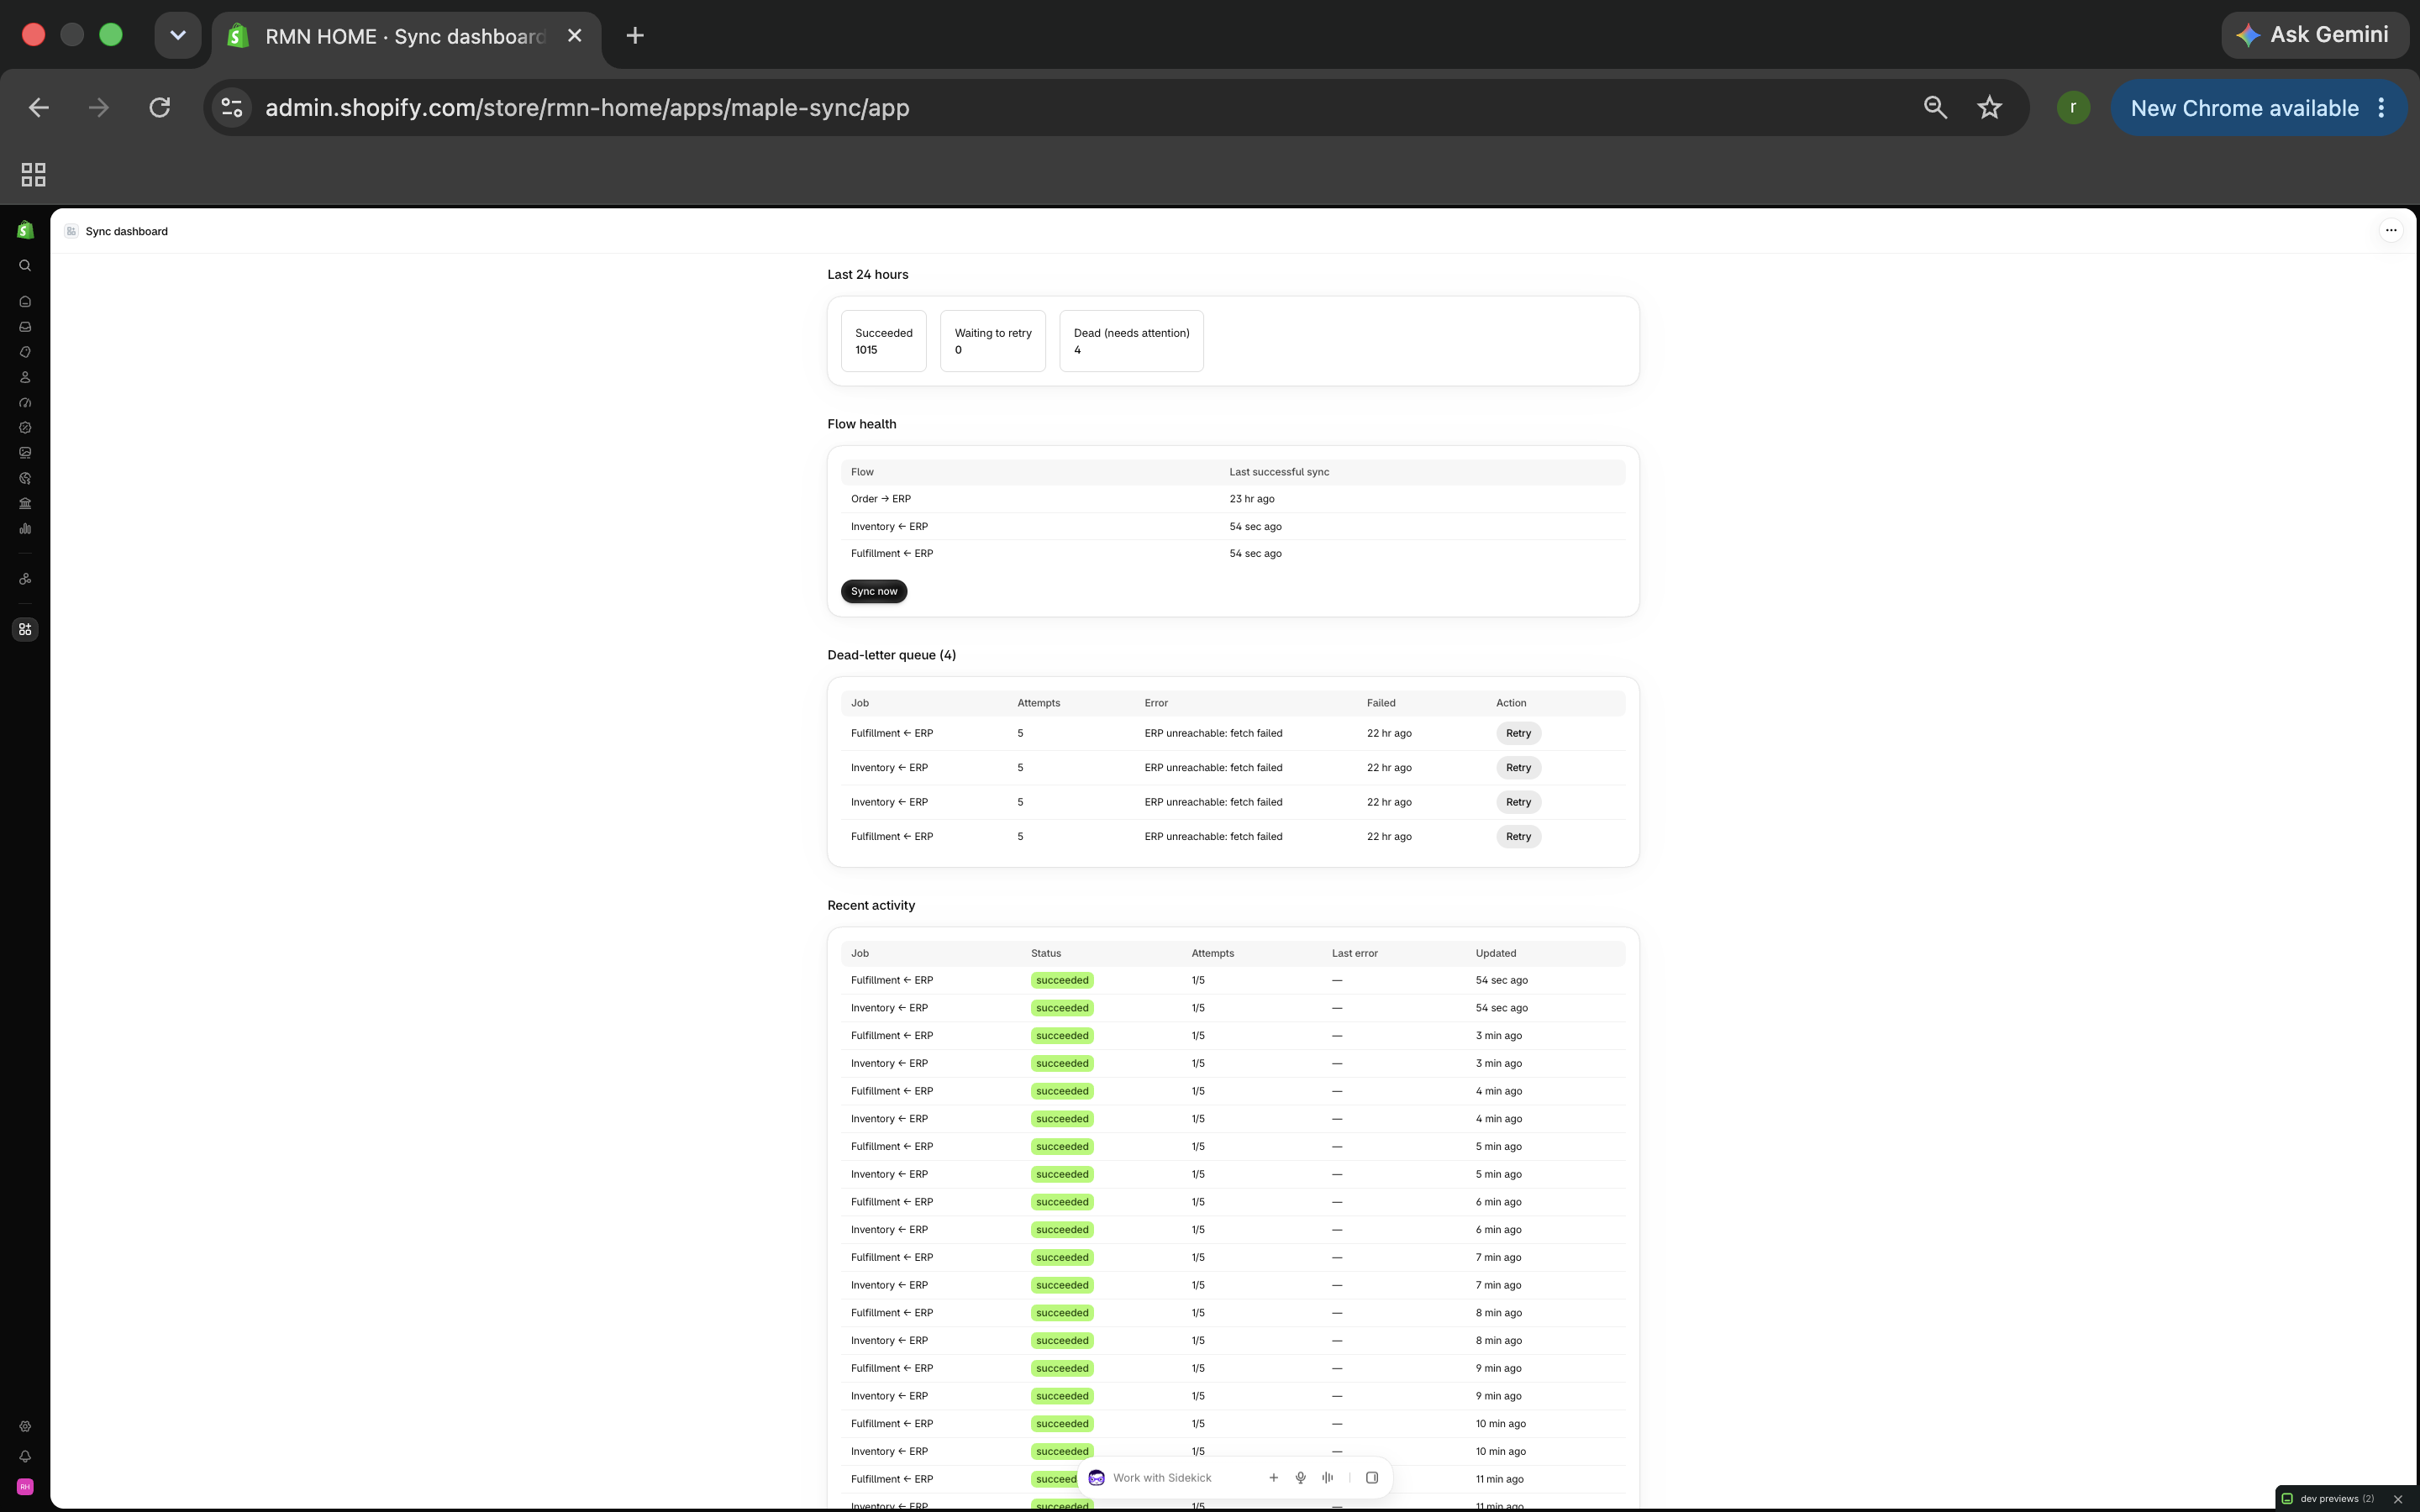 RMN HOME · Sync dashboard
Ask Gemini
admin.shopify.com/store/rmn-home/apps/maple-sync/app
r
New Chrome available
Sync dashboard
Last 24 hours
Succeeded
1015
Waiting to retry
0
Dead (needs attention)
4
Flow health
Flow Last successful sync
Order → ERP 23 hr ago
Inventory ← ERP 54 sec ago
Fulfillment ← ERP 54 sec ago
Sync now
Dead-letter queue (4)
Job Attempts Error Failed Action
Fulfillment ← ERP 5 ERP unreachable: fetch failed 22 hr ago Retry
Inventory ← ERP 5 ERP unreachable: fetch failed 22 hr ago Retry
Inventory ← ERP 5 ERP unreachable: fetch failed 22 hr ago Retry
Fulfillment ← ERP 5 ERP unreachable: fetch failed 22 hr ago Retry
Recent activity
Job Status Attempts Last error Updated
Fulfillment ← ERP succeeded 1/5 — 54 sec ago
Inventory ← ERP succeeded 1/5 — 54 sec ago
Fulfillment ← ERP succeeded 1/5 — 3 min ago
Inventory ← ERP succeeded 1/5 — 3 min ago
Fulfillment ← ERP succeeded 1/5 — 4 min ago
Inventory ← ERP succeeded 1/5 — 4 min ago
Fulfillment ← ERP succeeded 1/5 — 5 min ago
Inventory ← ERP succeeded 1/5 — 5 min ago
Fulfillment ← ERP succeeded 1/5 — 6 min ago
Inventory ← ERP succeeded 1/5 — 6 min ago
Fulfillment ← ERP succeeded 1/5 — 7 min ago
Inventory ← ERP succeeded 1/5 — 7 min ago
Fulfillment ← ERP succeeded 1/5 — 8 min ago
Inventory ← ERP succeeded 1/5 — 8 min ago
Fulfillment ← ERP succeeded 1/5 — 9 min ago
Inventory ← ERP succeeded 1/5 — 9 min ago
Fulfillment ← ERP succeeded 1/5 — 10 min ago
Inventory ← ERP succeeded 1/5 — 10 min ago
Fulfillment ← ERP succeed 11 min ago
Inventory ← ERP succeeded 1/5 — 11 min ago
Work with Sidekick
RH
dev previews (2)